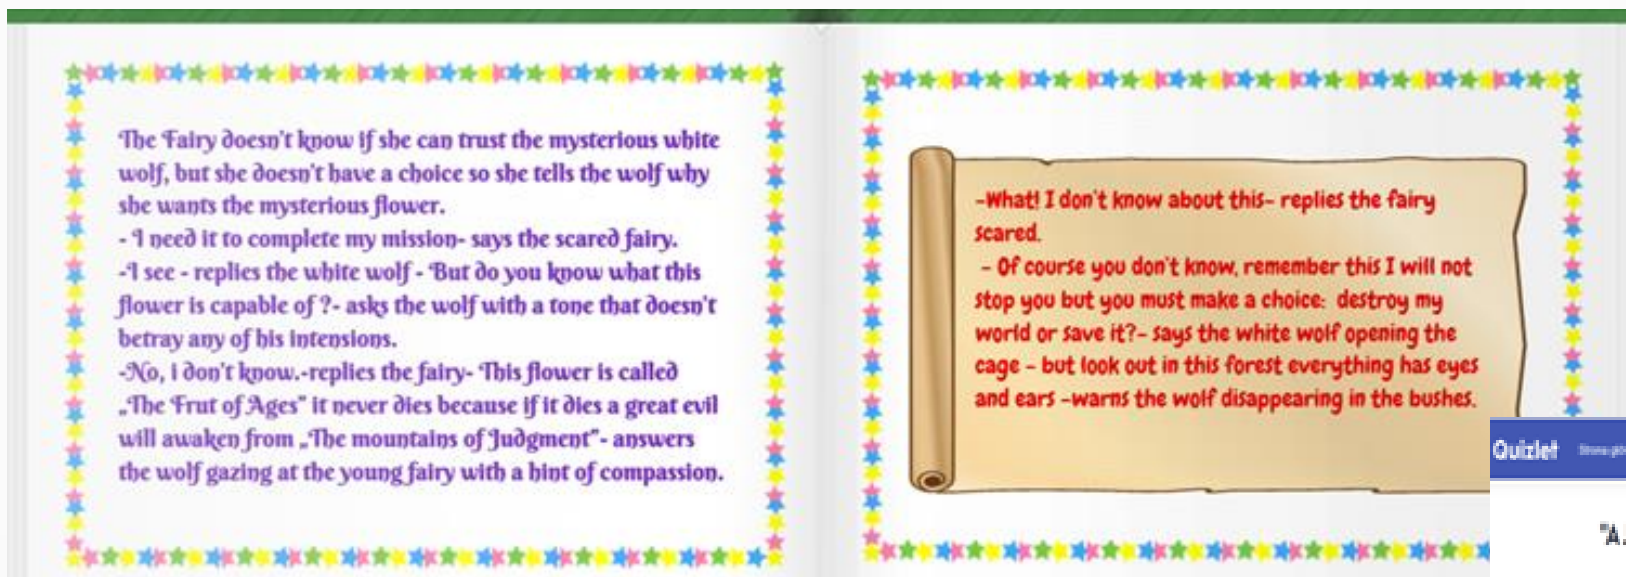 The Fairy doesn't know if she can trust the mysterious white
wolf, but she doesn't have a choice so she tells the wolf why
she wants the mysterious flower.
- I need it to complete my mission- says the scared fairy.
-I see - replies the white wolf - But do you know what this
flower is capable of ?- asks the wolf with a tone that doesn't
betray any of his intensions.
-No, i don't know.-replies the fairy- This flower is called
„The Frut of Ages" it never dies because if it dies a great evil
will awaken from „The mountains of Judgment"- answers
the wolf gazing at the young fairy with a hint of compassion.
-What! I don't know about this- replies the fairy
scared.
- Of course you don't know, remember this I will not
stop you but you must make a choice: destroy my
world or save it?- says the white wolf opening the
cage - but look out in this forest everything has eyes
and ears -warns the wolf disappearing in the bushes.
Quizlet
"A.